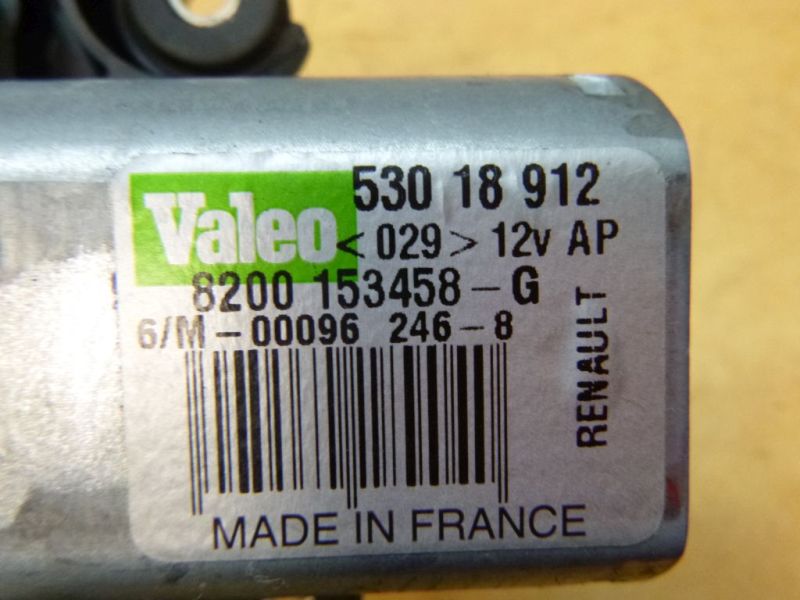 Valeo
530 18 912
<029> 12v AP
8200 153458-G
6/M-00096 246-8
RENAULT
MADE IN FRANCE